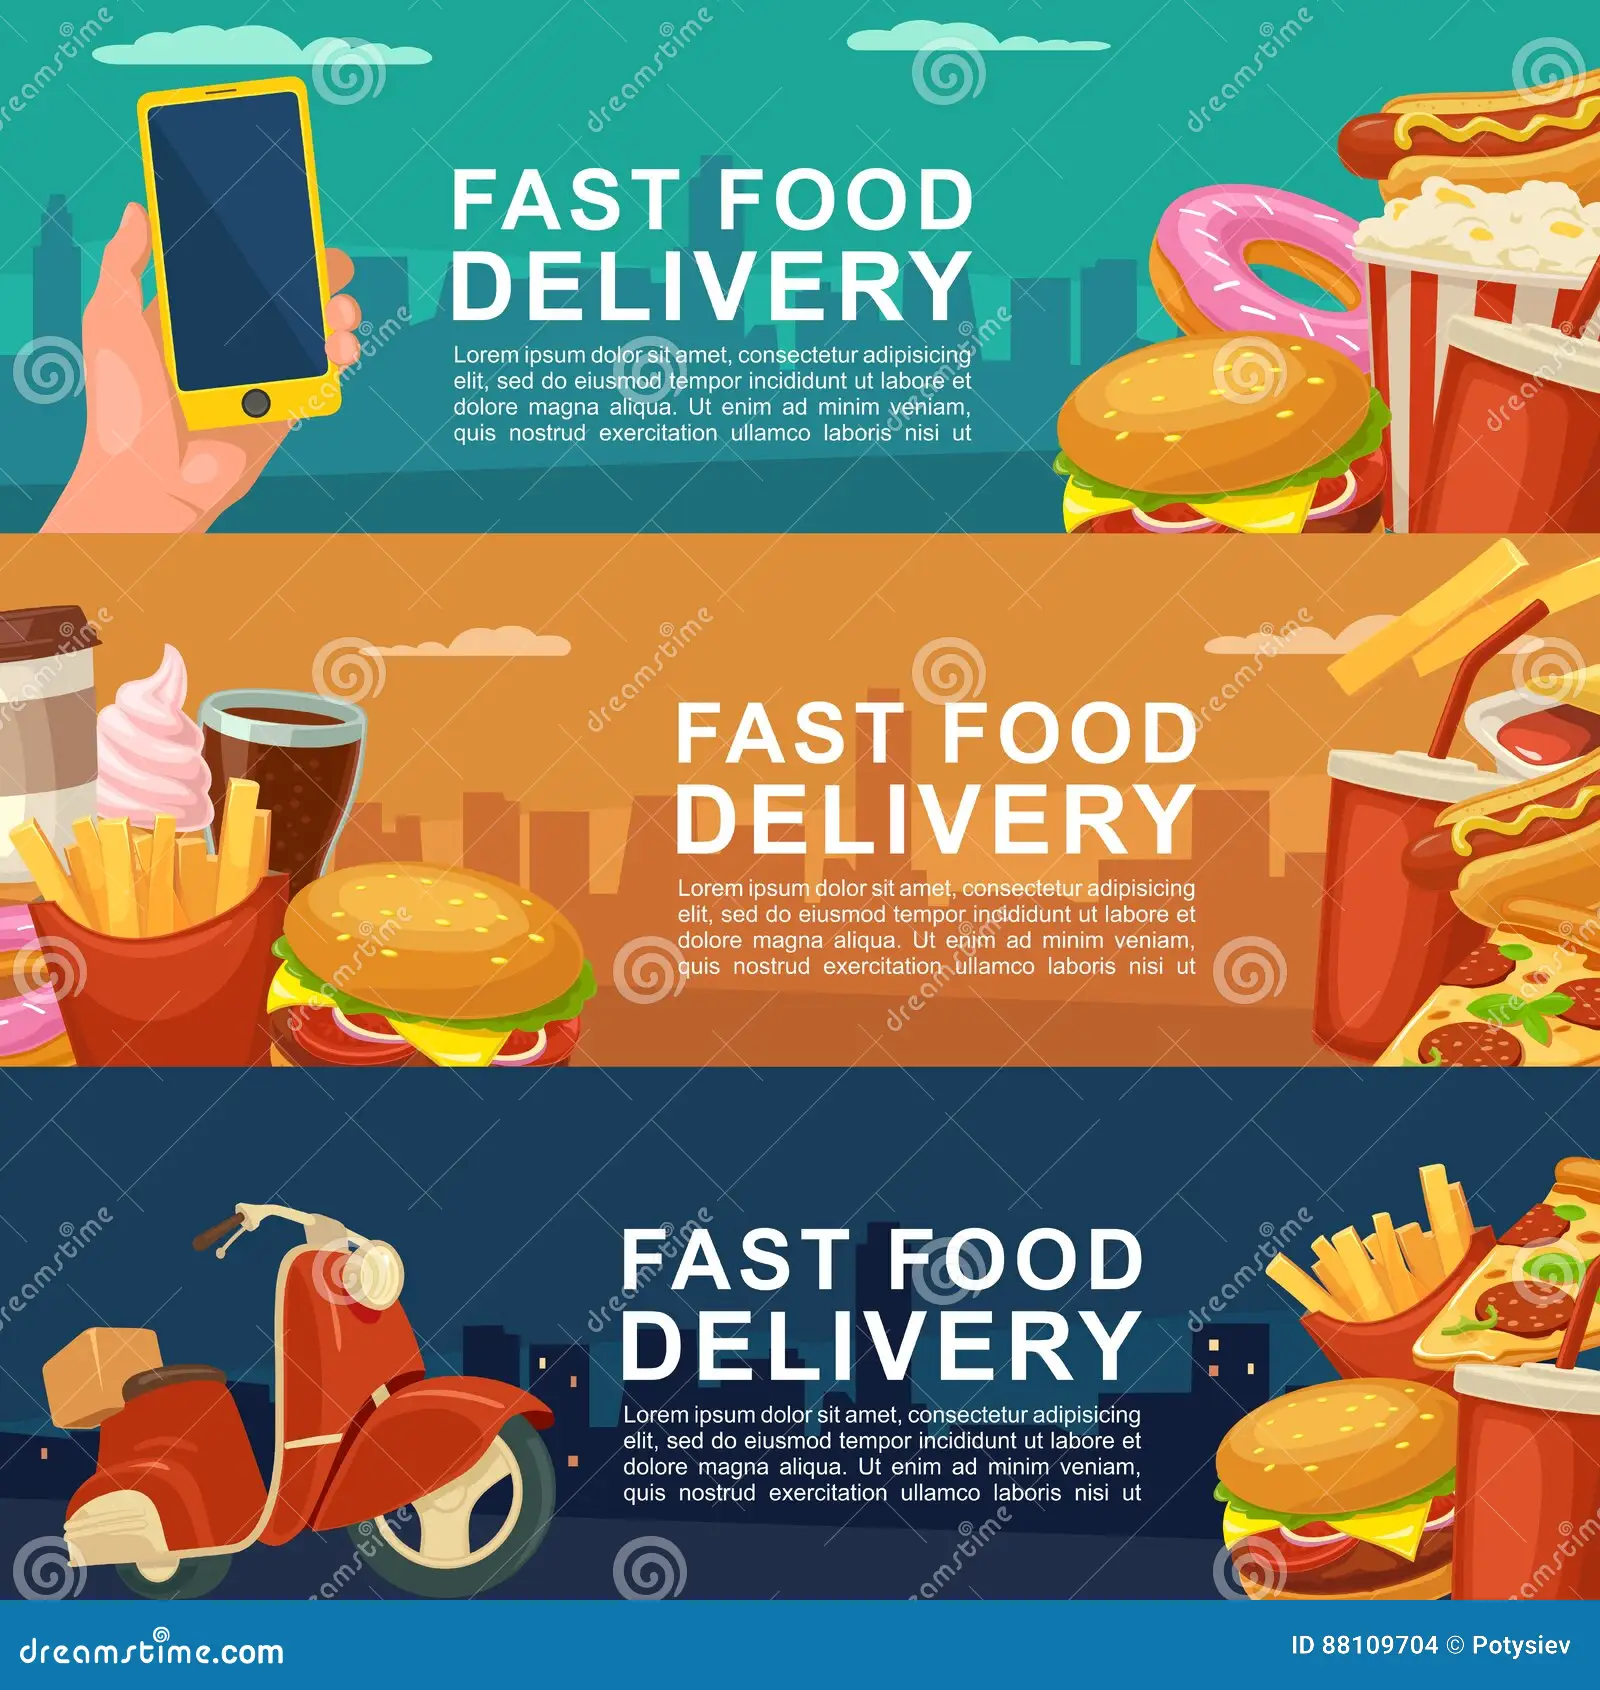 FAST FOOD
DELIVERY
Lorem ipsum dolor sit amet, consectetur adipisicing
elit, sed do eiusmod tempor incididunt ut labore et
dolore magna aliqua. Ut enim ad minim veniam,
quis nostrud exercitation ullamco laboris nisi ut
FAST FOOD
DELIVERY
Lorem ipsum dolor sit amet, consectetur adipisicing
elit, sed do eiusmod tempor incididunt ut labore et
dolore magna aliqua. Ut enim ad minim veniam,
quis nostrud exercitation ullamco laboris nisi ut
FAST FOOD
DELIVERY
Lorem ipsum dolor sit amet, consectetur adipisicing
elit, sed do eiusmod tempor incididunt ut labore et
dolore magna aliqua. Ut enim ad minim veniam,
quis nostrud exercitation ullamco laboris nisi ut
dreamstime.com
ID 88109704 © Potysiev